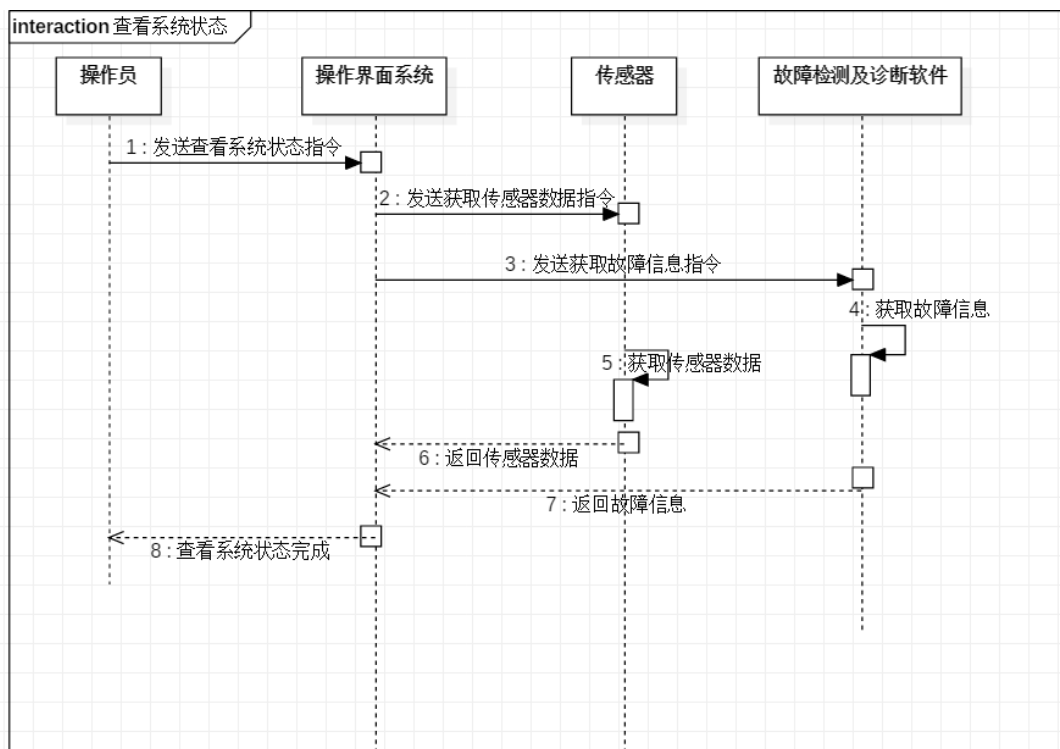 interaction 查看系统状态
操作员
操作界面系统
传感器
故障检测及诊断软件
1 : 发送查看系统状态指令
2 : 发送获取传感器数据指令
3 : 发送获取故障信息指令
4 : 获取故障信息
5 : 获取传感器数据
6 : 返回传感器数据
7 : 返回故障信息
8 : 查看系统状态完成